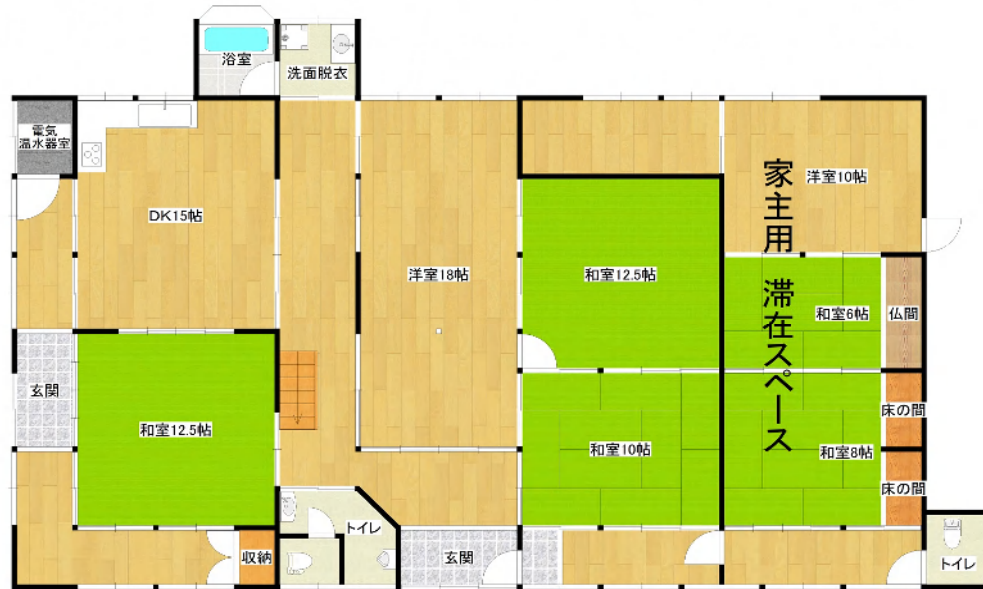 浴室
洗面脱衣
電気
温水器室
DK15帖
洋室18帖
和室12.5帖
洋室10帖
家主用 滞在スペース
和室6帖
仏間
玄関
和室12.5帖
和室10帖
和室8帖
床の間
床の間
トイレ
収納
玄関
トイレ